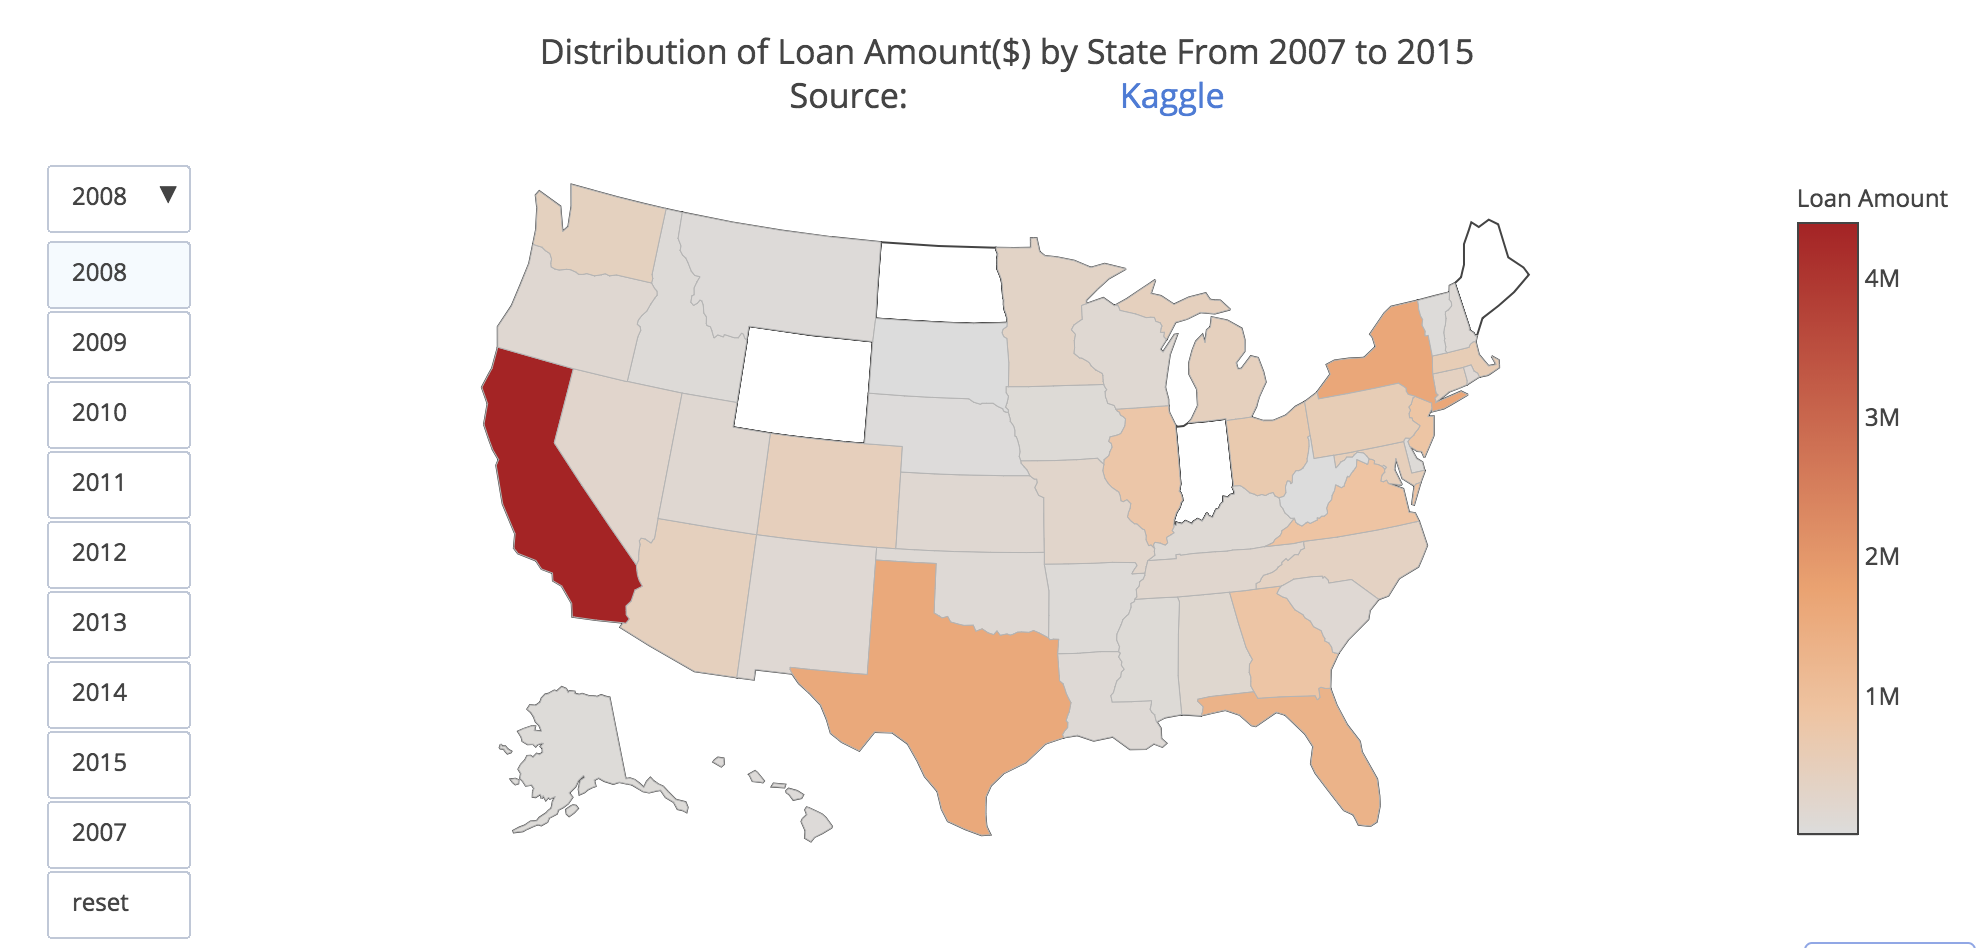 Distribution of Loan Amount($) by State From 2007 to 2015
Source: Kaggle
2008 ▼
2008
2009
2010
2011
2012
2013
2014
2015
2007
reset
Loan Amount
4M
3M
2M
1M